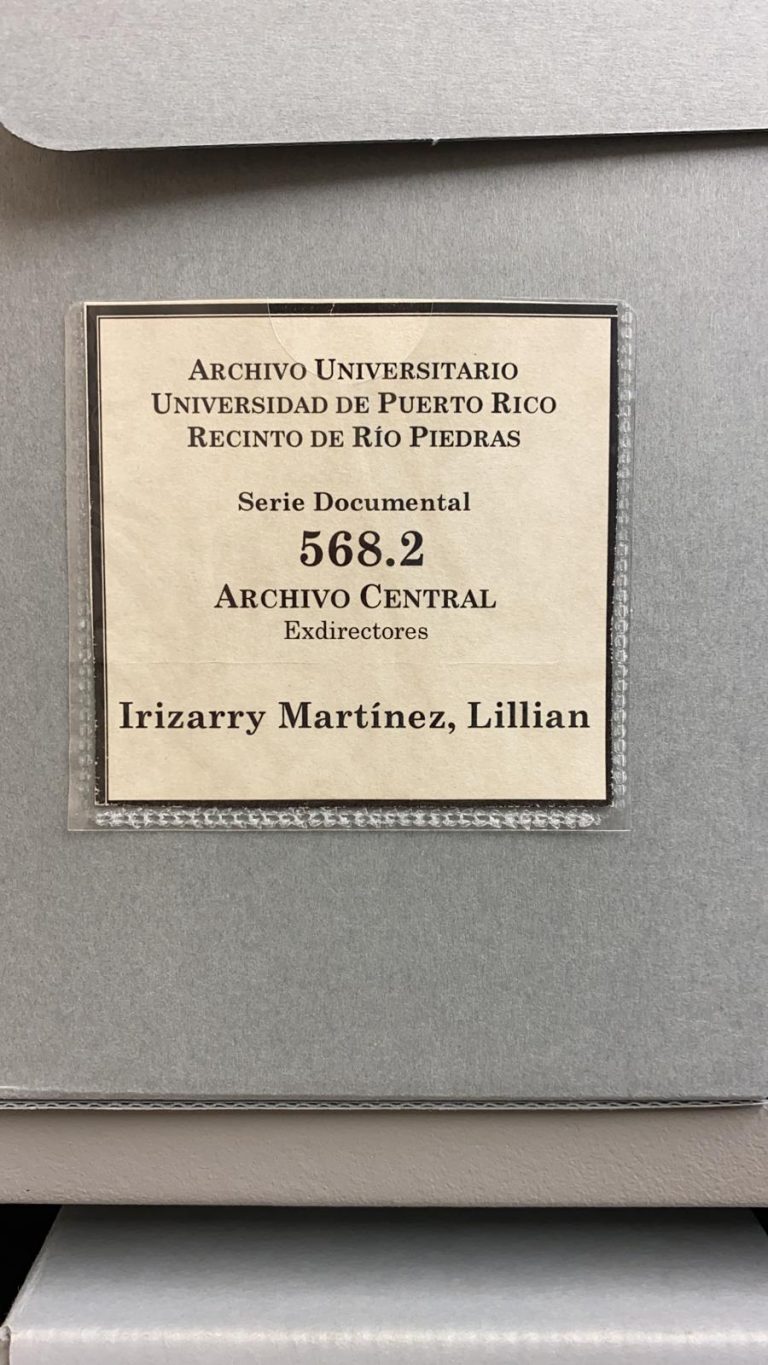 ARCHIVO UNIVERSITARIO
UNIVERSIDAD DE PUERTO RICO
RECINTO DE RÍO PIEDRAS
Serie Documental
568.2
ARCHIVO CENTRAL
Exdirectores
Irizarry Martínez, Lillian